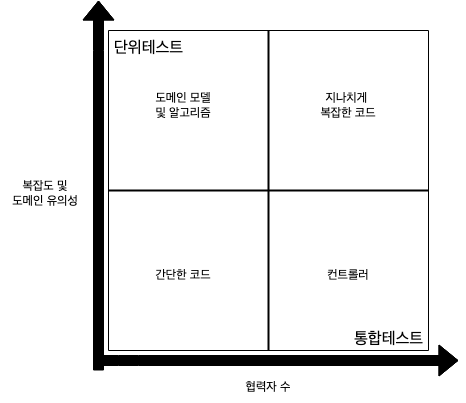 단위테스트
도메인 모델
및 알고리즘
지나치게
복잡한 코드
복잡도 및
도메인 유의성
간단한 코드
컨트롤러
통합테스트
협력자 수